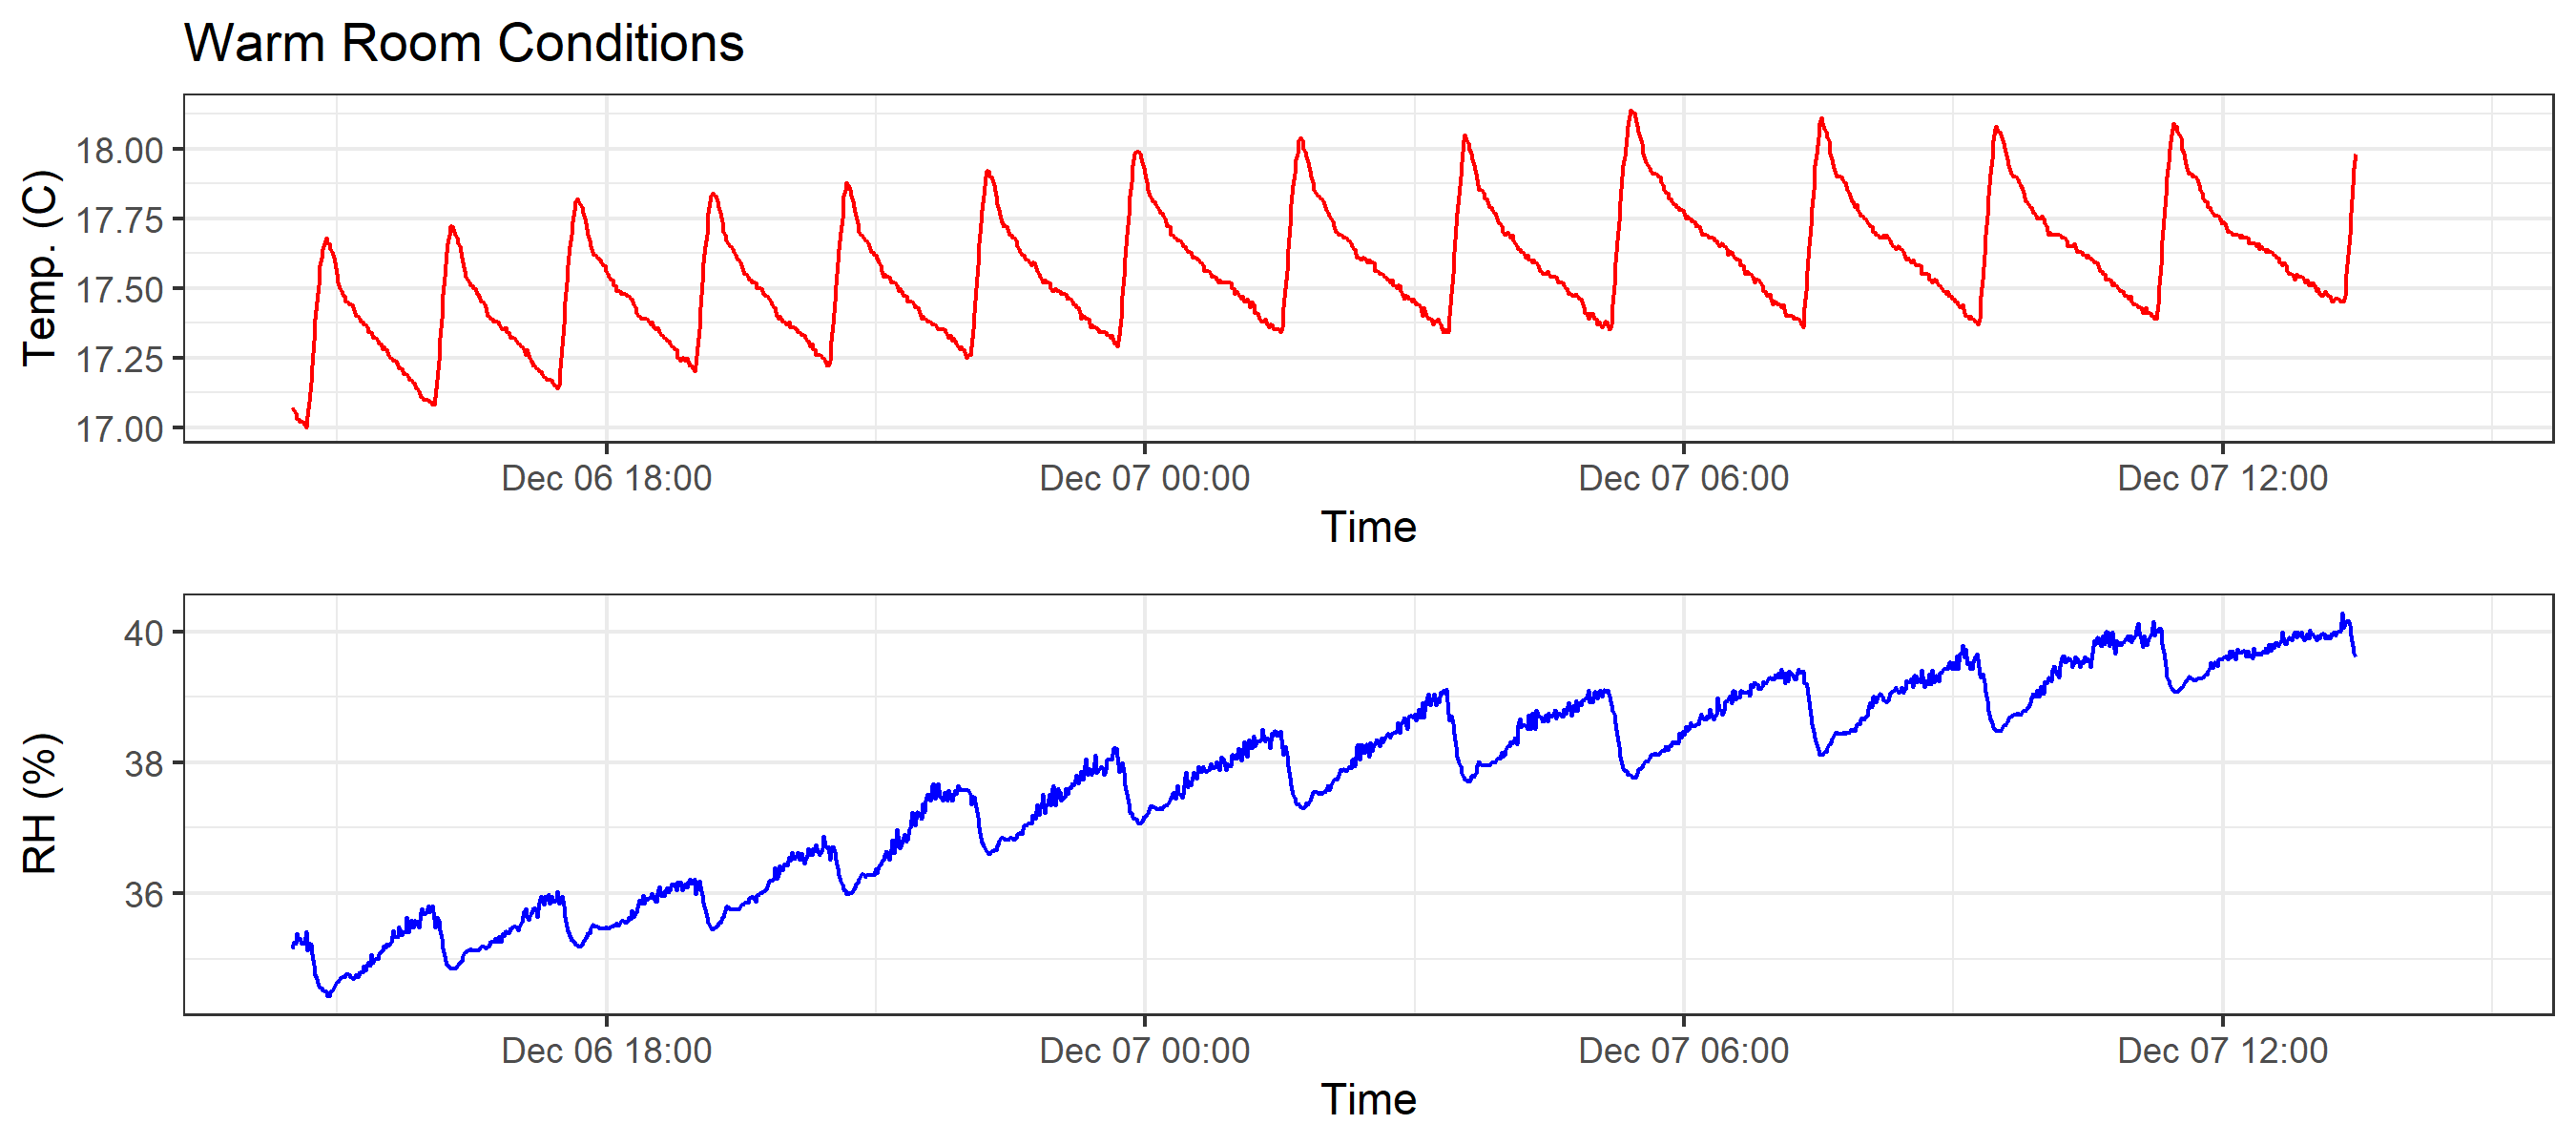 Warm Room Conditions
Temp. (C)
18.00
17.75
17.50
17.25
17.00
Dec 06 18:00 Dec 07 00:00 Dec 07 06:00 Dec 07 12:00
Time
RH (%)
40
38
36
Dec 06 18:00 Dec 07 00:00 Dec 07 06:00 Dec 07 12:00
Time